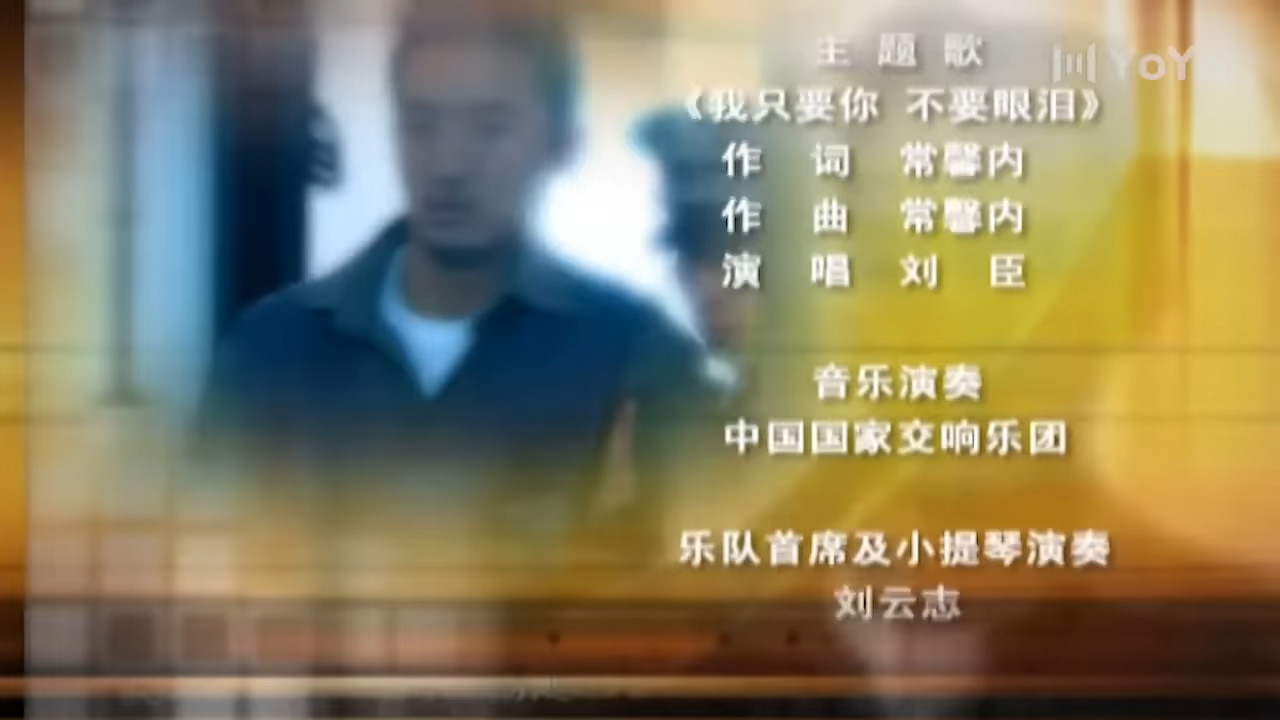 主题歌
YoYo
《我只要你 不要眼泪》
作 词 常馨内
作 曲 常馨内
演 唱 刘 臣
音乐演奏
中国国家交响乐团
乐队首席及小提琴演奏
刘云志